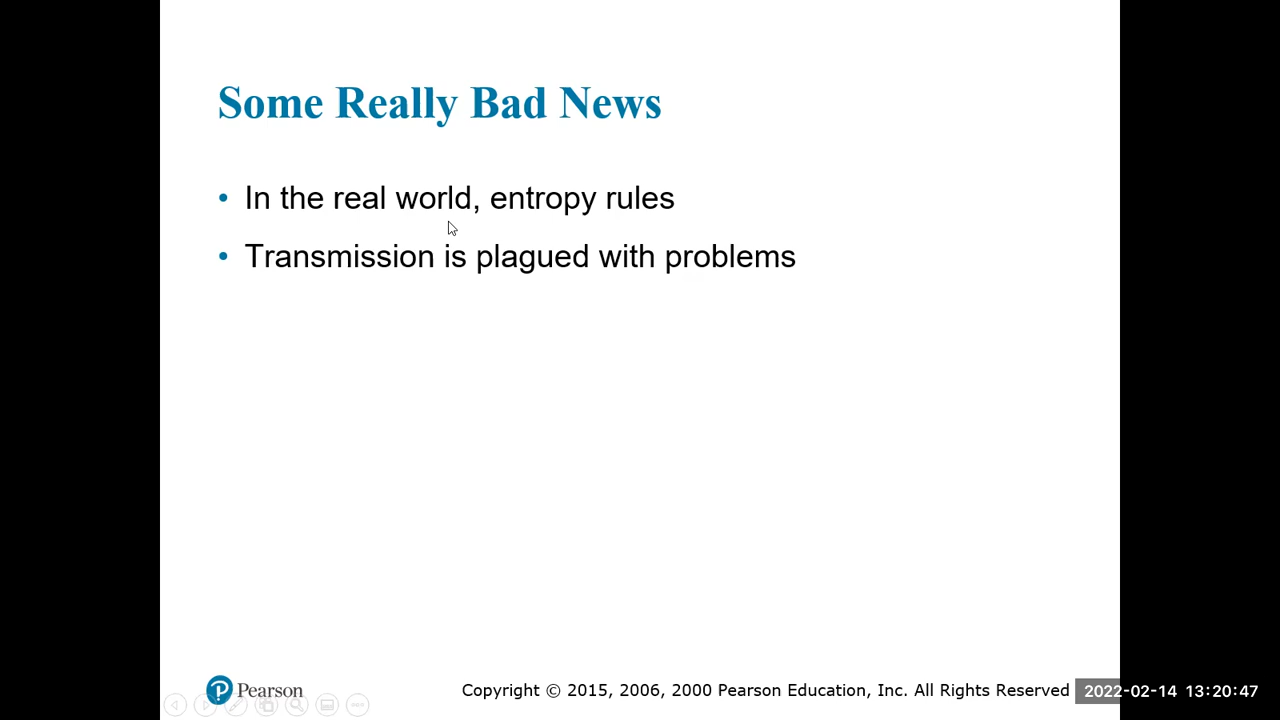 Some Really Bad News
• In the real world, entropy rules
• Transmission is plagued with problems
Pearson
Copyright © 2015, 2006, 2000 Pearson Education, Inc. All Rights Reserved
2022-02-14 13:20:47